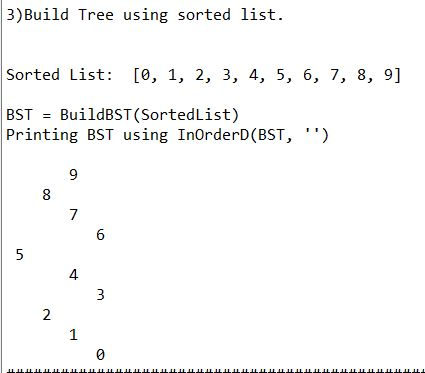 3)Build Tree using sorted list.
Sorted List:  [0, 1, 2, 3, 4, 5, 6, 7, 8, 9]
BST = BuildBST(SortedList)
Printing BST using InOrderD(BST, '')
9
8
7
6
5
4
3
2
1
0